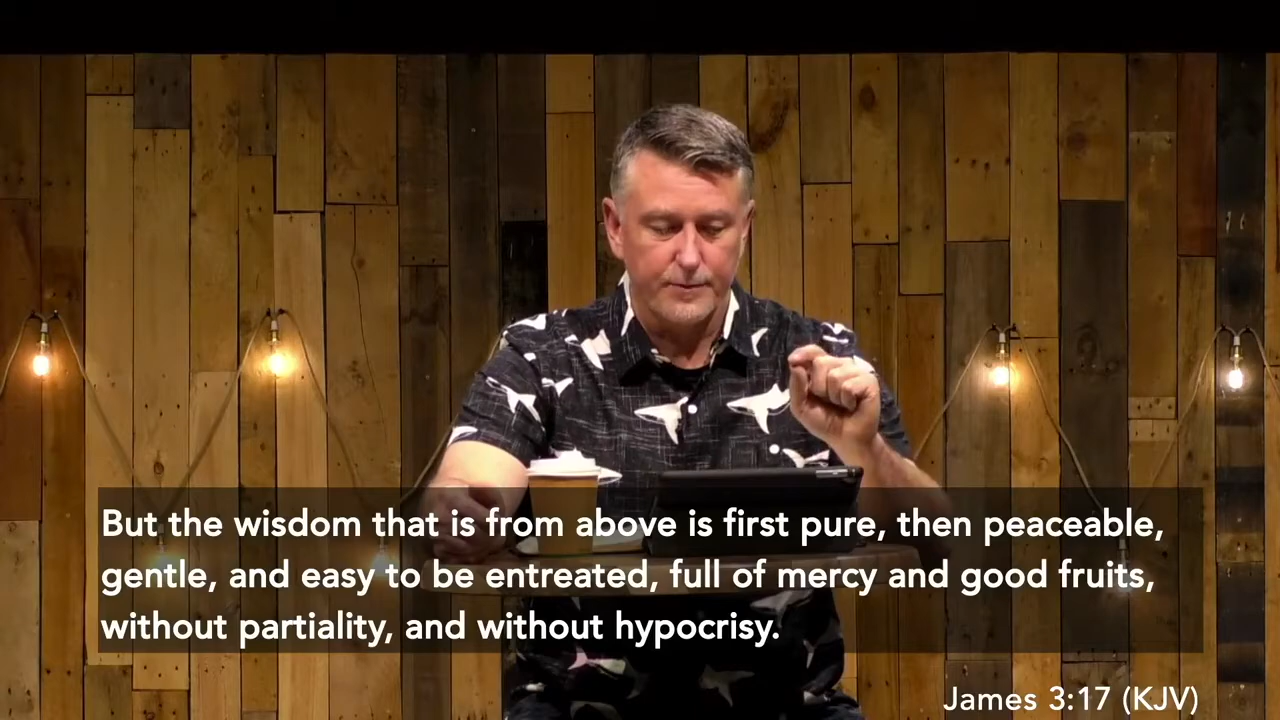 But the wisdom that is from above is first pure, then peaceable,
gentle, and easy to be entreated, full of mercy and good fruits,
without partiality, and without hypocrisy.
James 3:17 (KJV)